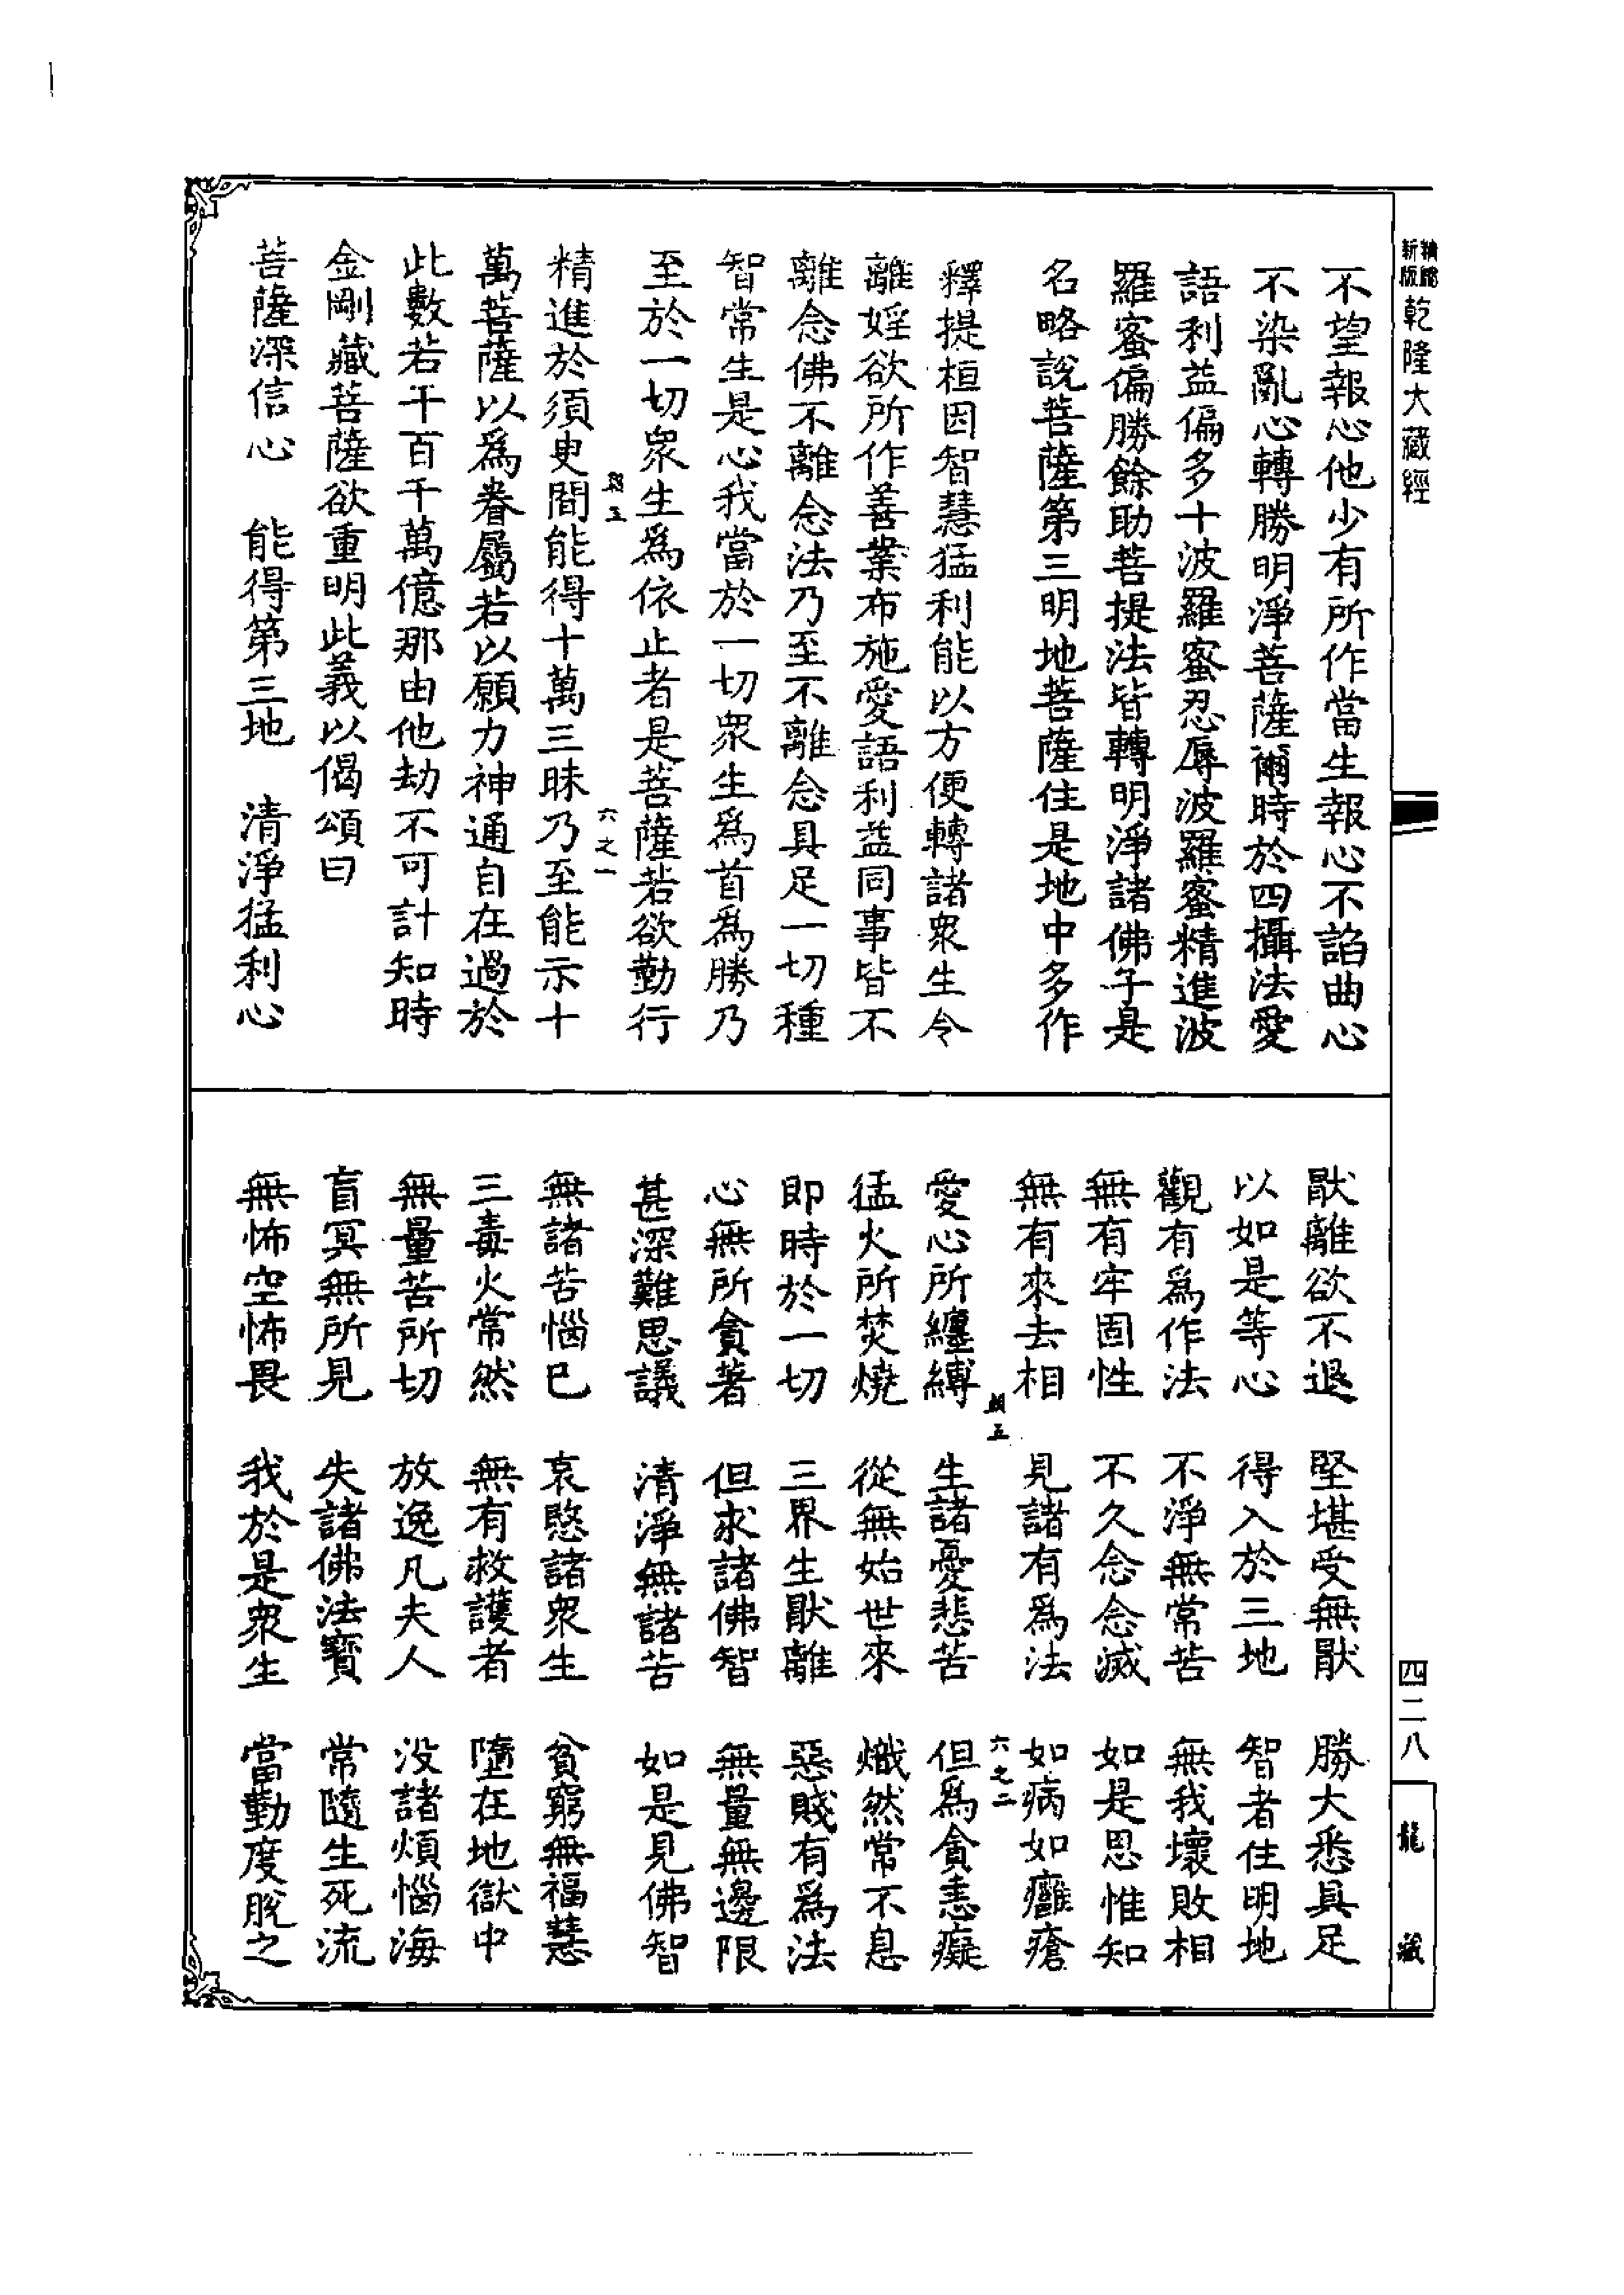 精縮新版乾隆大藏經
四二八
龍藏
不望報心他少有所作當生報心不諂曲心
不染亂心轉勝明淨菩薩爾時於四攝法愛
語利益偏多十波羅蜜忍辱波羅蜜精進波
羅蜜偏勝餘助菩提法皆轉明淨諸佛子是
名略說菩薩第三明地菩薩住是地中多作
釋提桓因智慧猛利能以方便轉諸衆生令
離婬欲所作善業布施愛語利益同事皆不
離念佛不離念法乃至不離念具足一切種
智常生是心我當於一切衆生爲首爲勝乃
至於一切衆生爲依止者是菩薩若欲勤行
六之一
精進於須臾間能得十萬三昧乃至能示十
萬菩薩以爲眷屬若以願力神通自在過於
此數若干百千萬億那由他劫不可計知時
金剛藏菩薩欲重明此義以偈頌曰
菩薩深信心　能得第三地　清淨猛利心
猒離欲不退　堅堪受無猒　勝大悉具足
以如是等心　得入於三地　智者住明地
觀有爲作法　不淨無常苦　無我壞敗相
無有牢固性　不久念念滅　如是思惟知
無有來去相　見諸有爲法　如病如癰瘡
六之二
愛心所纏縛　生諸憂悲苦　但爲貪恚癡
猛火所焚燒　從無始世來　熾然常不息
即時於一切　三界生猒離　惡賤有爲法
心無所貪著　但求諸佛智　無量無邊限
甚深難思議　清淨無諸苦　如是見佛智
無諸苦惱已　哀愍諸衆生　貧窮無福慧
三毒火常然　無有救護者　墮在地獄中
無量苦所切　放逸凡夫人　没諸煩惱海
盲冥無所見　失諸佛法寶　常隨生死流
無怖空怖畏　我於是衆生　當勤度脫之